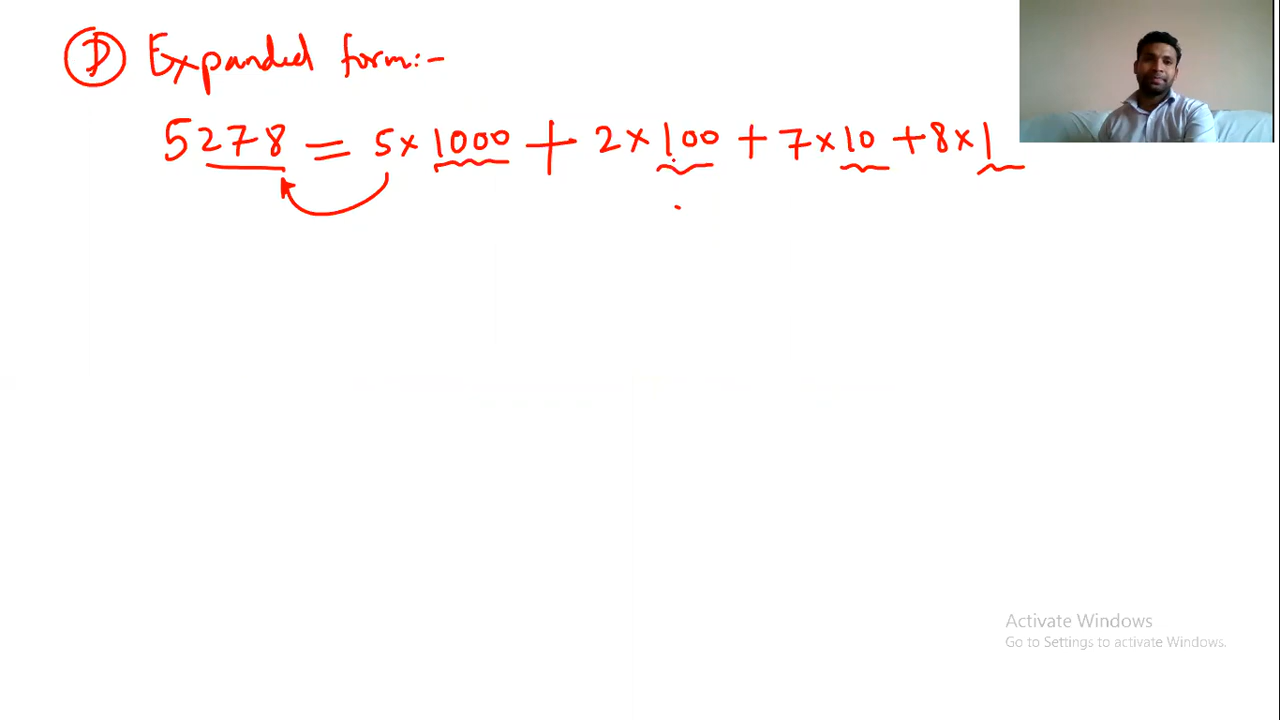 ① Expanded form:-
5278 = 5×1000 + 2×100 + 7×10 + 8×1
Activate Windows
Go to Settings to activate Windows.